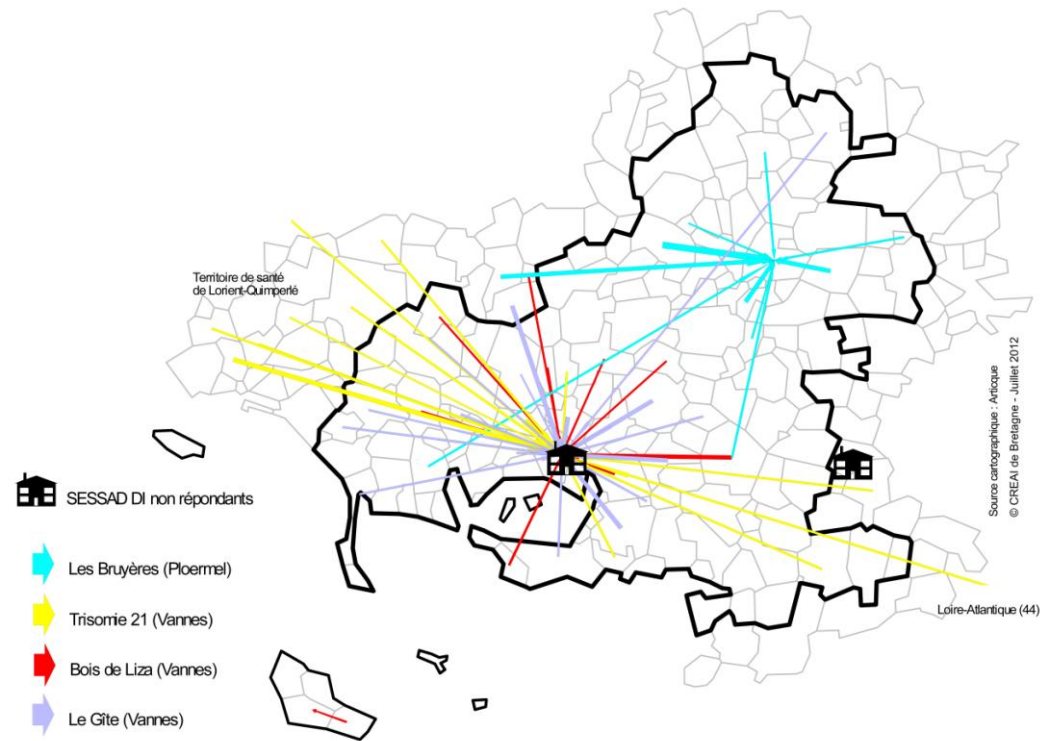 Territoire de santé
de Lorient-Quimperlé
SESSAD DI non répondants
Les Bruyères (Ploermel)
Trisomie 21 (Vannes)
Bois de Liza (Vannes)
Le Gîte (Vannes)
Loire-Atlantique (44)
Source cartographique : Articque
© CREAI de Bretagne - Juillet 2012